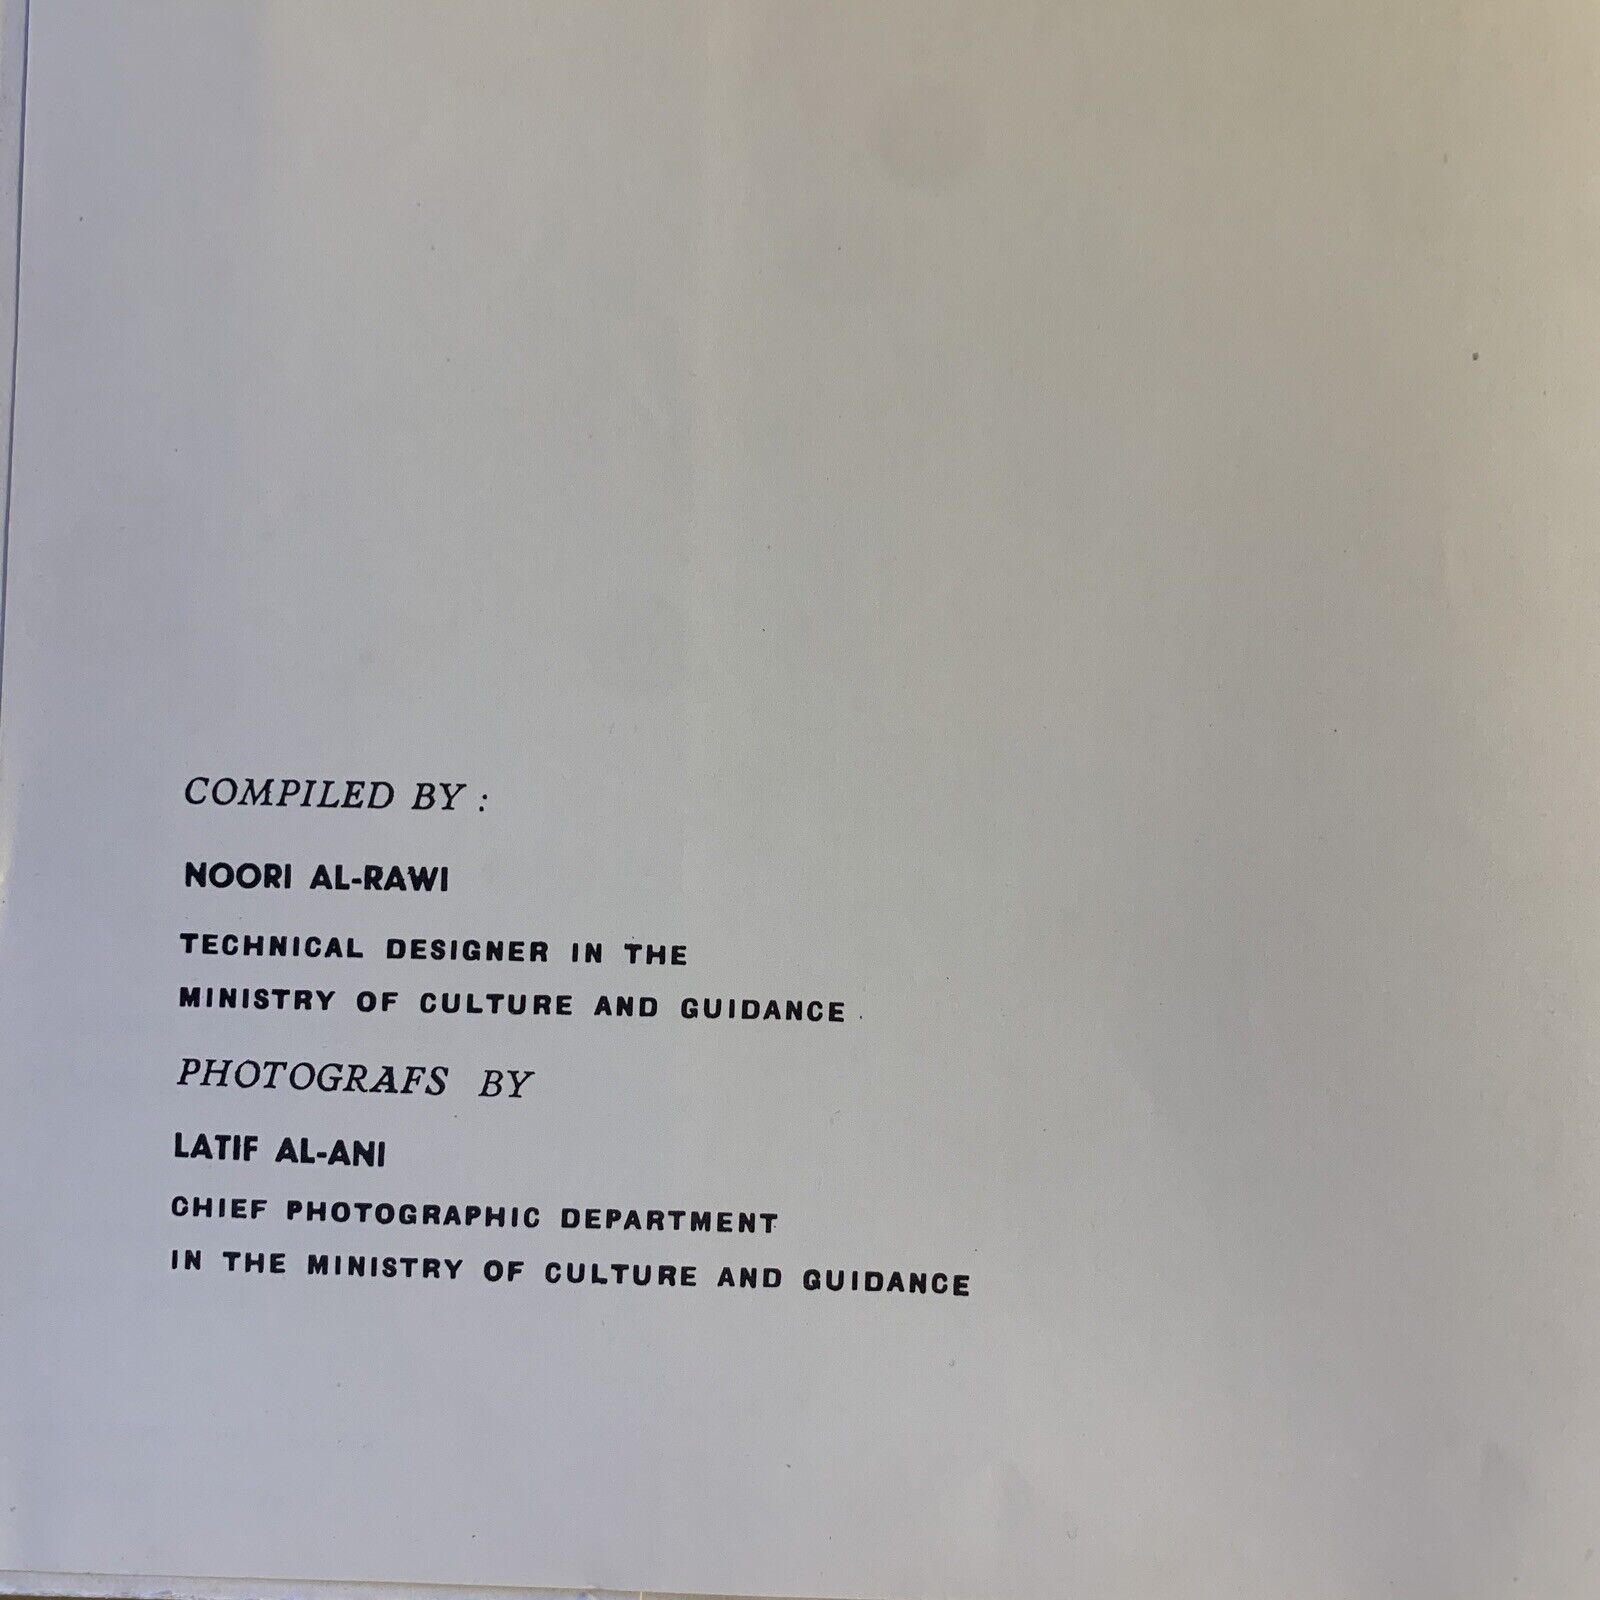 COMPILED BY :
NOORI AL-RAWI
TECHNICAL DESIGNER IN THE
MINISTRY OF CULTURE AND GUIDANCE .
PHOTOGRAFS BY
LATIF AL-ANI
CHIEF PHOTOGRAPHIC DEPARTMENT
IN THE MINISTRY OF CULTURE AND GUIDANCE